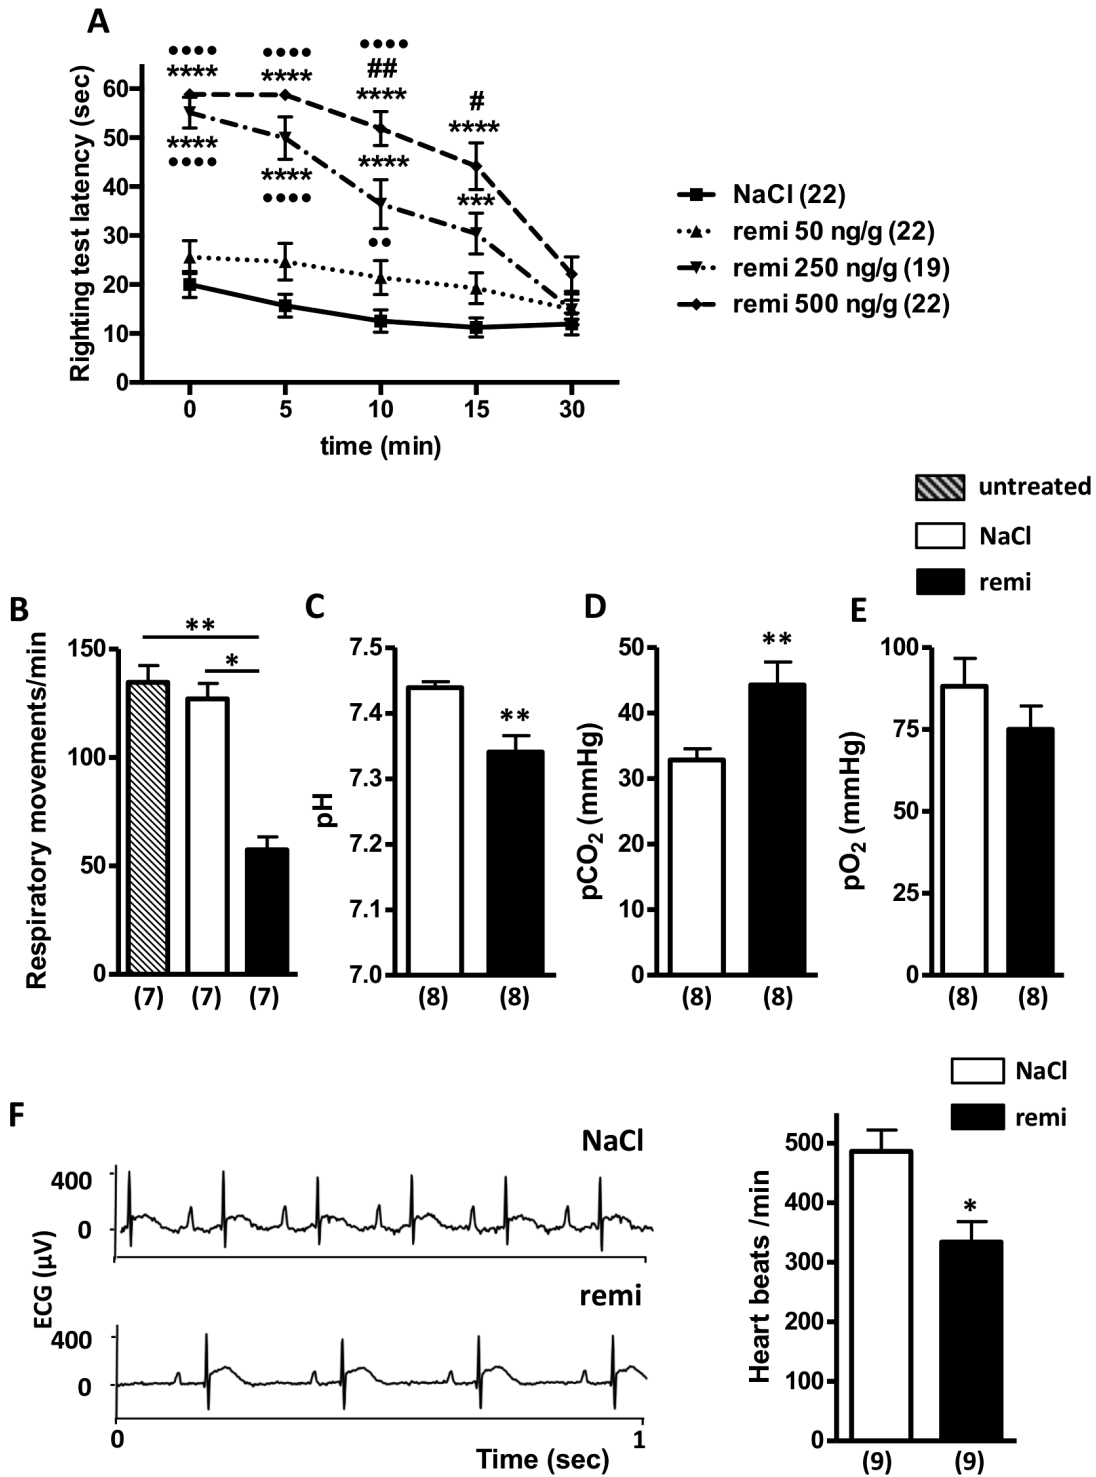 A
Righting test latency (sec)
60
50
40
30
20
10
0
●●●●
****
****
●●●●
●●●●
****
****
●●●●
●●●●
##
****
****
●●
#
****
***
0 5 10 15 30
time (min)
NaCl (22)
remi 50 ng/g (22)
remi 250 ng/g (19)
remi 500 ng/g (22)
untreated
NaCl
remi
B
Respiratory movements/min
150
100
50
0
**
*
(7) (7) (7)
C
pH
7.5
7.4
7.3
7.2
7.1
7.0
**
(8) (8)
D
pCO₂ (mmHg)
50
40
30
20
10
0
**
(8) (8)
E
pO₂ (mmHg)
100
75
50
25
0
(8) (8)
F
ECG (µV)
NaCl
400
0
remi
400
0
0 1
Time (sec)
NaCl
remi
Heart beats /min
500
400
300
200
100
0
*
(9) (9)